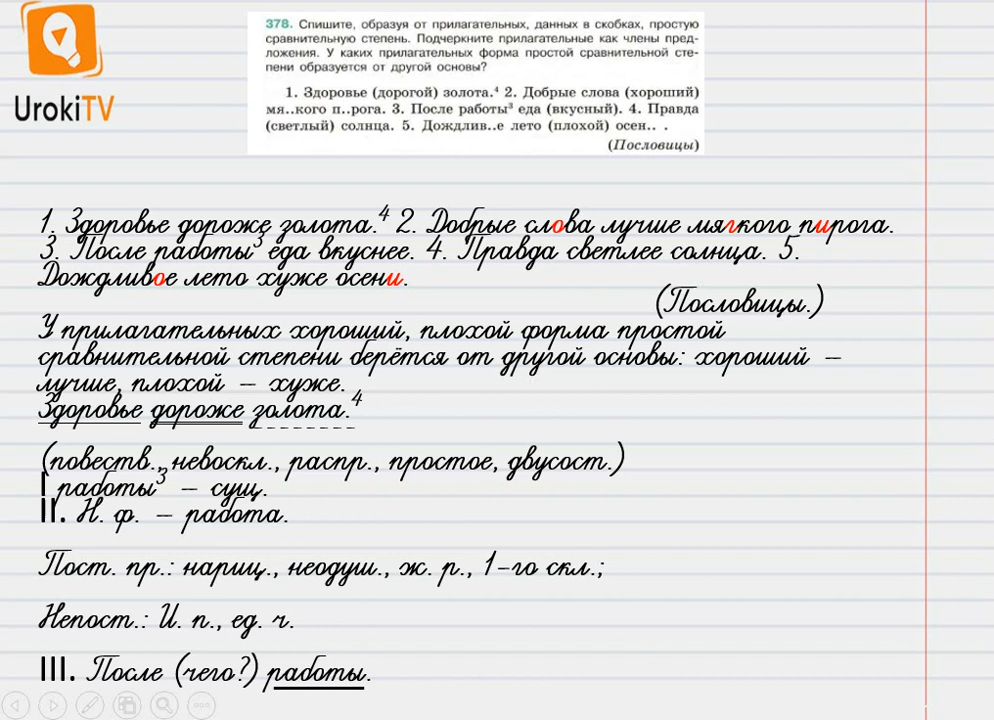 UrokiTV
378. Спишите, образуя от прилагательных, данных в скобках, простую
сравнительную степень. Подчеркните прилагательные как члены пред-
ложения. У каких прилагательных форма простой сравнительной сте-
пени образуется от другой основы?
1. Здоровье (дорогой) золота.⁴ 2. Добрые слова (хороший)
мя..кого п..рога. 3. После работы³ еда (вкусный). 4. Правда
(светлый) солнца. 5. Дождлив..е лето (плохой) осен.. .
(Пословицы)
1. Здоровье дороже золота.⁴ 2. Добрые слова лучше мягкого пирога.
3. После работы³ еда вкуснее. 4. Правда светлее солнца. 5.
Дождливое лето хуже осени.
(Пословицы.)
У прилагательных хороший, плохой форма простой
сравнительной степени берётся от другой основы: хороший –
лучше, плохой – хуже.
Здоровье дороже золота.⁴
(повеств., невоскл., распр., простое, двусост.)
I работы³ – сущ.
II. Н. ф. – работа.
Пост. пр.: нариц., неодуш., ж. р., 1-го скл.;
Непост.: И. п., ед. ч.
III. После (чего?) работы.